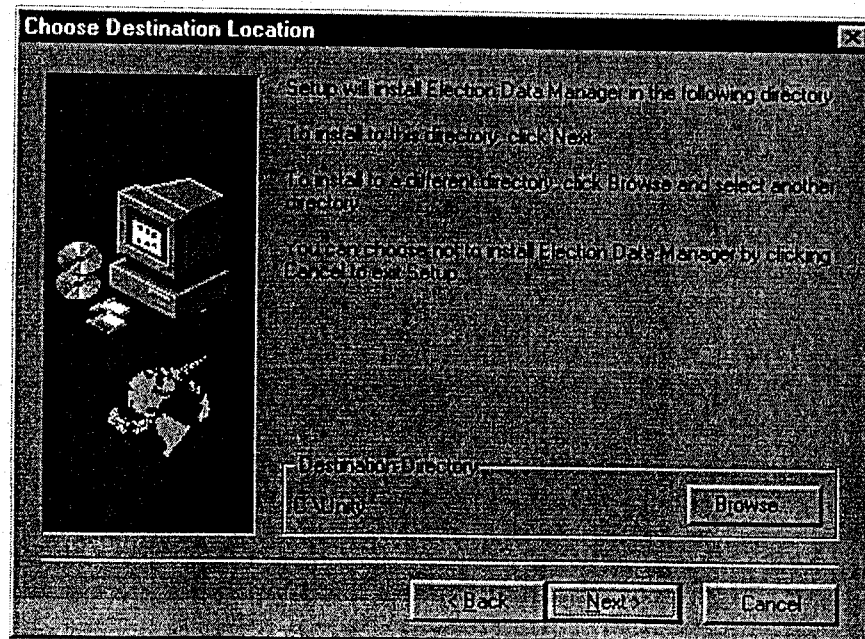 Choose Destination Location
Setup will install Election Data Manager in the following directory.
To install to this directory, click Next.
To install to a different directory, click Browse and select another
directory.
You can choose not to install Election Data Manager by clicking
Cancel to exit Setup.
Destination Directory
C:\Unity
Browse...
< Back
Next >
Cancel